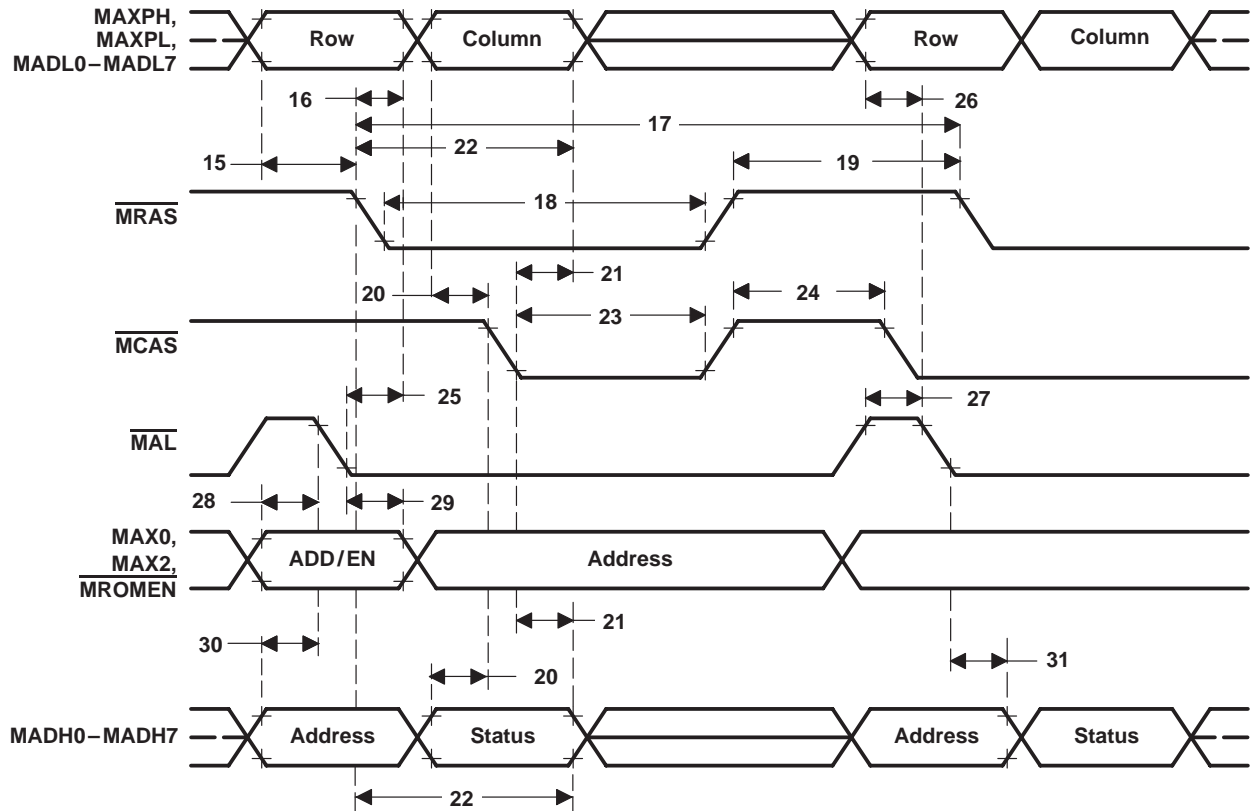 MAXPH,
MAXPL,
MADL0–MADL7
Row
Column
Row
Column
16
26
17
15
22
19
MRAS
18
21
20
24
23
MCAS
25
27
MAL
28
29
MAX0,
MAX2,
MROMEN
ADD/EN
Address
21
30
31
20
MADH0–MADH7
Address
Status
Address
Status
22